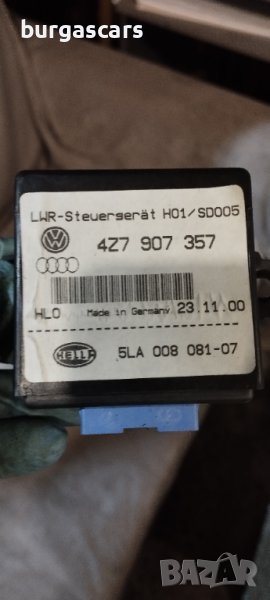 burgascars
LWR-Steuergerät H01/SD005
4Z7 907 357
HLO Made in Germany 23.11.00
HELLA 5LA 008 081-07
BAZAR